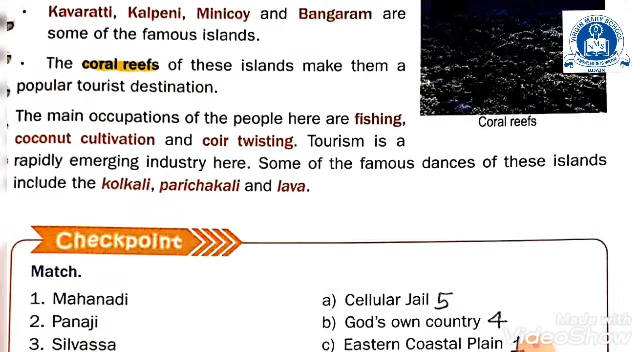 Kavaratti, Kalpeni, Minicoy and Bangaram are
some of the famous islands.
The coral reefs of these islands make them a
popular tourist destination.
Coral reefs
The main occupations of the people here are fishing,
coconut cultivation and coir twisting. Tourism is a
rapidly emerging industry here. Some of the famous dances of these islands
include the kolkali, parichakali and lava.
Checkpoint
Match.
1. Mahanadi a) Cellular Jail 5
2. Panaji b) God's own country 4
3. Silvassa c) Eastern Coastal Plain 1
Made with
VideoShow